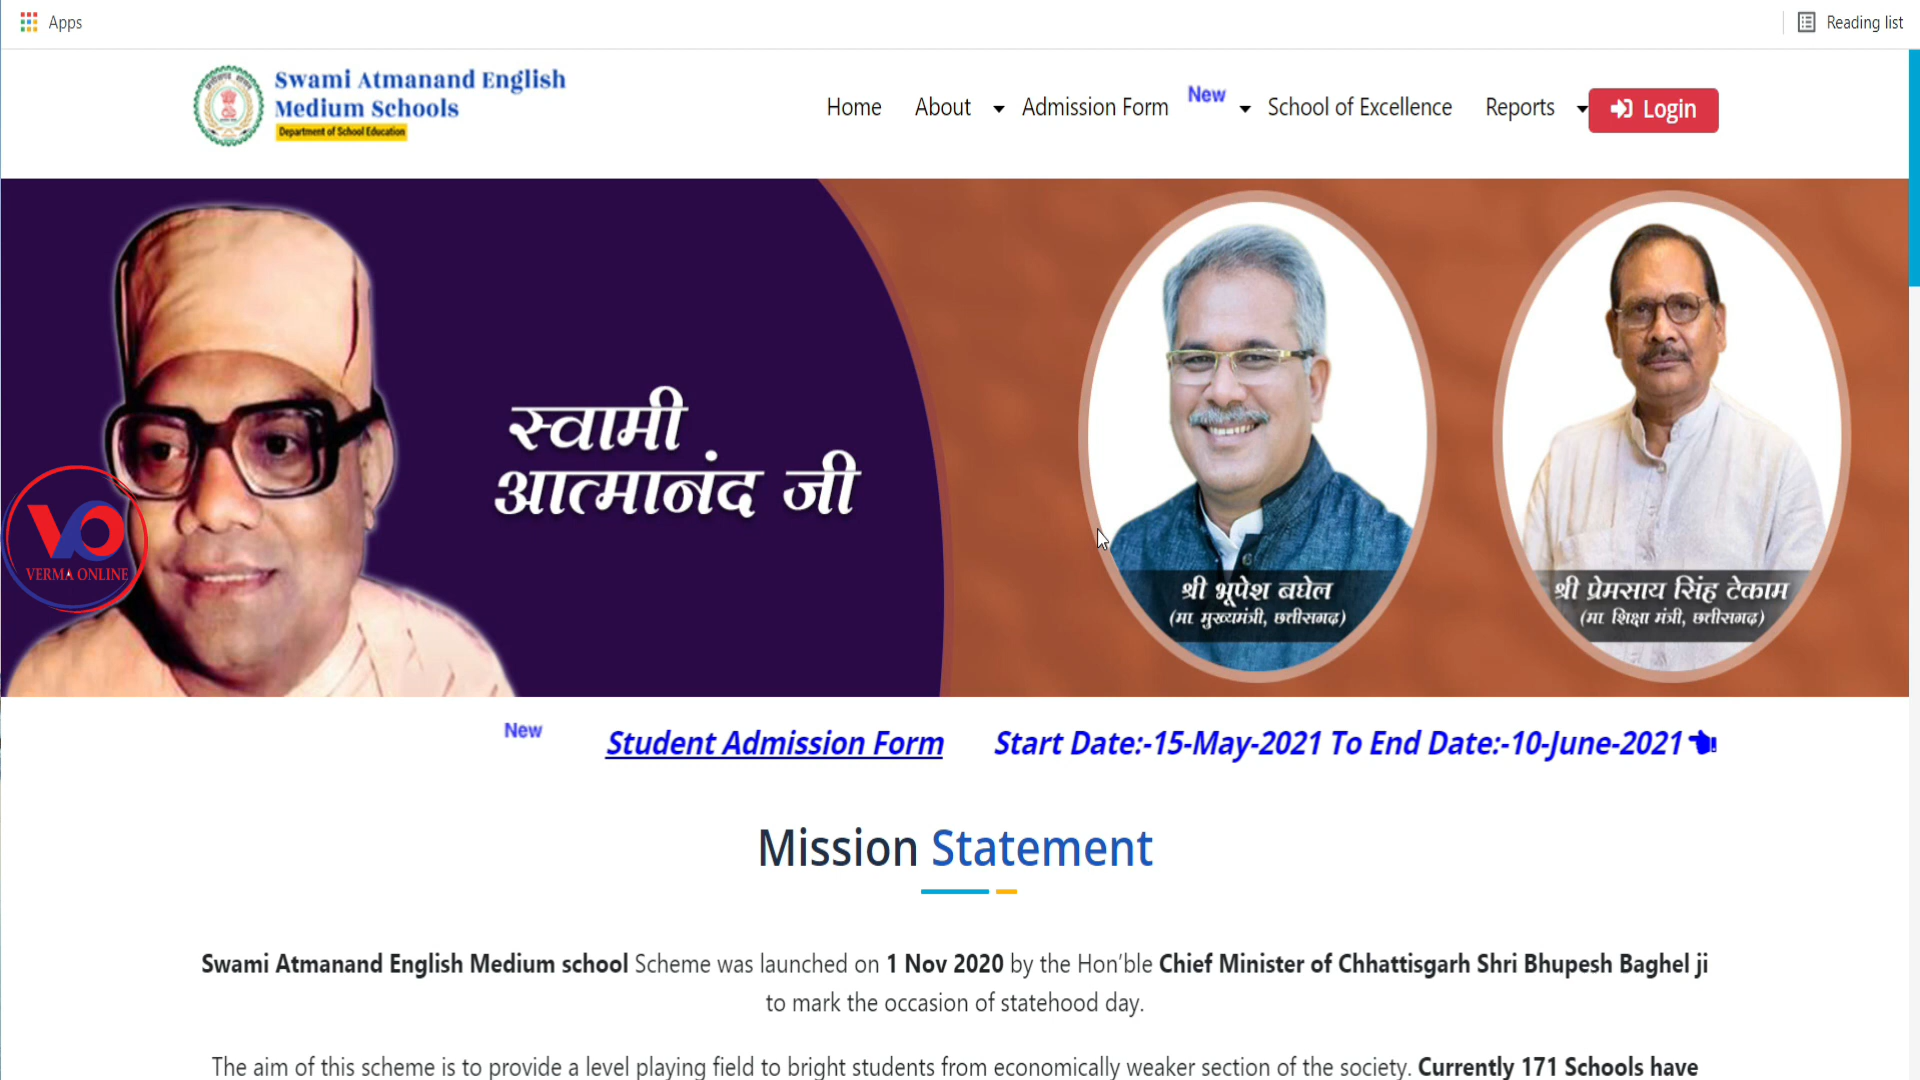 Apps
Reading list
Swami Atmanand English
Medium Schools
Department of School Education
Home
About
Admission Form
New
School of Excellence
Reports
Login
स्वामी
आत्मानंद जी
VO
VERMA ONLINE
श्री भूपेश बघेल
(मा. मुख्यमंत्री, छत्तीसगढ़)
श्री प्रेमसाय सिंह टेकाम
(मा. शिक्षा मंत्री, छत्तीसगढ़)
New
Student Admission Form Start Date:-15-May-2021 To End Date:-10-June-2021
Mission Statement
Swami Atmanand English Medium school Scheme was launched on 1 Nov 2020 by the Hon’ble Chief Minister of Chhattisgarh Shri Bhupesh Baghel ji
to mark the occasion of statehood day.
The aim of this scheme is to provide a level playing field to bright students from economically weaker section of the society. Currently 171 Schools have